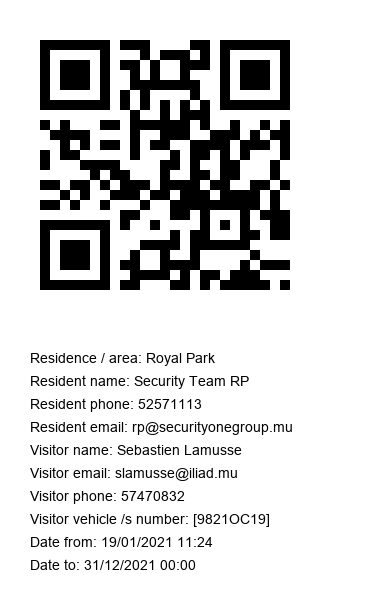 ...DH...
9Zt0kuCOirb5igv
Residence / area: Royal Park
Resident name: Security Team RP
Resident phone: 52571113
Resident email: rp@securityonegroup.mu
Visitor name: Sebastien Lamusse
Visitor email: slamusse@iliad.mu
Visitor phone: 57470832
Visitor vehicle /s number: [9821OC19]
Date from: 19/01/2021 11:24
Date to: 31/12/2021 00:00